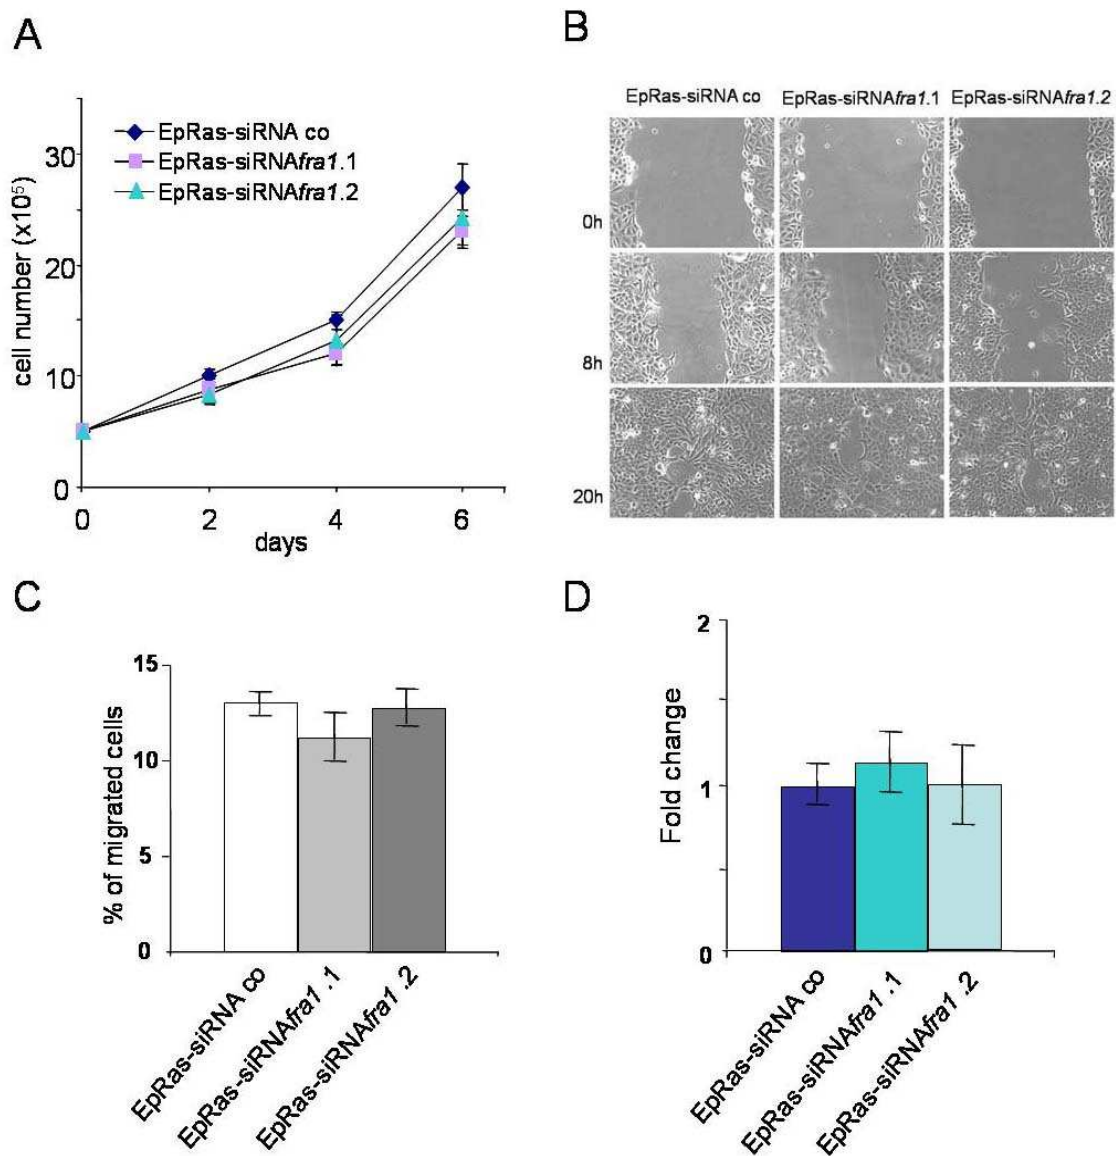 A
cell number (x10⁵)
30
20
10
0
EpRas-siRNA co
EpRas-siRNAfra1.1
EpRas-siRNAfra1.2
0
2
4
6
days
B
EpRas-siRNA co
EpRas-siRNAfra1.1
EpRas-siRNAfra1.2
0h
8h
20h
C
% of migrated cells
15
10
5
0
EpRas-siRNA co
EpRas-siRNAfra1 .1
EpRas-siRNAfra1 .2
D
Fold change
2
1
0
EpRas-siRNA co
EpRas-siRNAfra1 .1
EpRas-siRNAfra1 .2